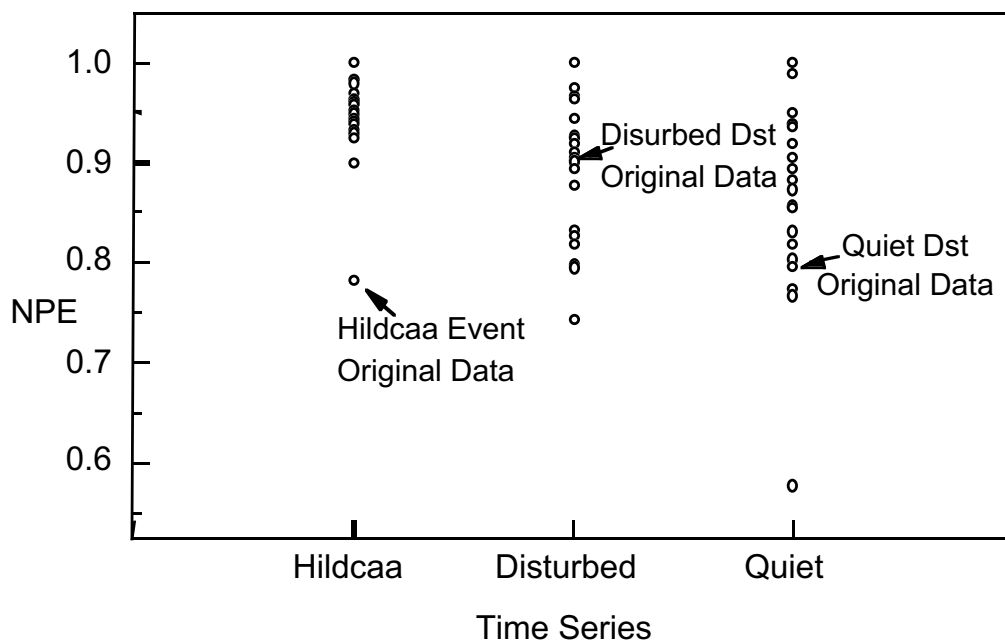 1.0
0.9
0.8
0.7
0.6
NPE
Disurbed Dst
Original Data
Quiet Dst
Original Data
Hildcaa Event
Original Data
Hildcaa
Disturbed
Quiet
Time Series